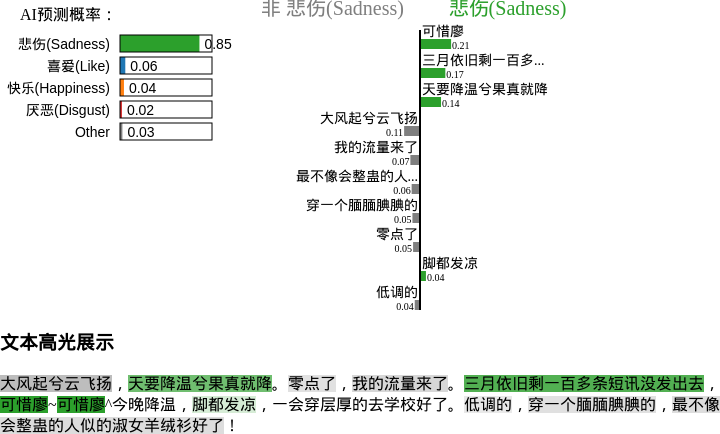 AI预测概率：
悲伤(Sadness) 0.85
喜爱(Like) 0.06
快乐(Happiness) 0.04
厌恶(Disgust) 0.02
Other 0.03
非 悲伤(Sadness) 悲伤(Sadness)
可惜廖
0.21
三月依旧剩一百多...
0.17
天要降温兮果真就降
0.14
大风起兮云飞扬
0.11
我的流量来了
0.07
最不像会整蛊的人...
0.06
穿一个腼腼腆腆的
0.05
零点了
0.05
脚都发凉
0.04
低调的
0.04
文本高光展示
大风起兮云飞扬，天要降温兮果真就降。零点了，我的流量来了。三月依旧剩一百多条短讯没发出去，
可惜廖~可惜廖^今晚降温，脚都发凉，一会穿层厚的去学校好了。低调的，穿一个腼腼腆腆的，最不像
会整蛊的人似的淑女羊绒衫好了！